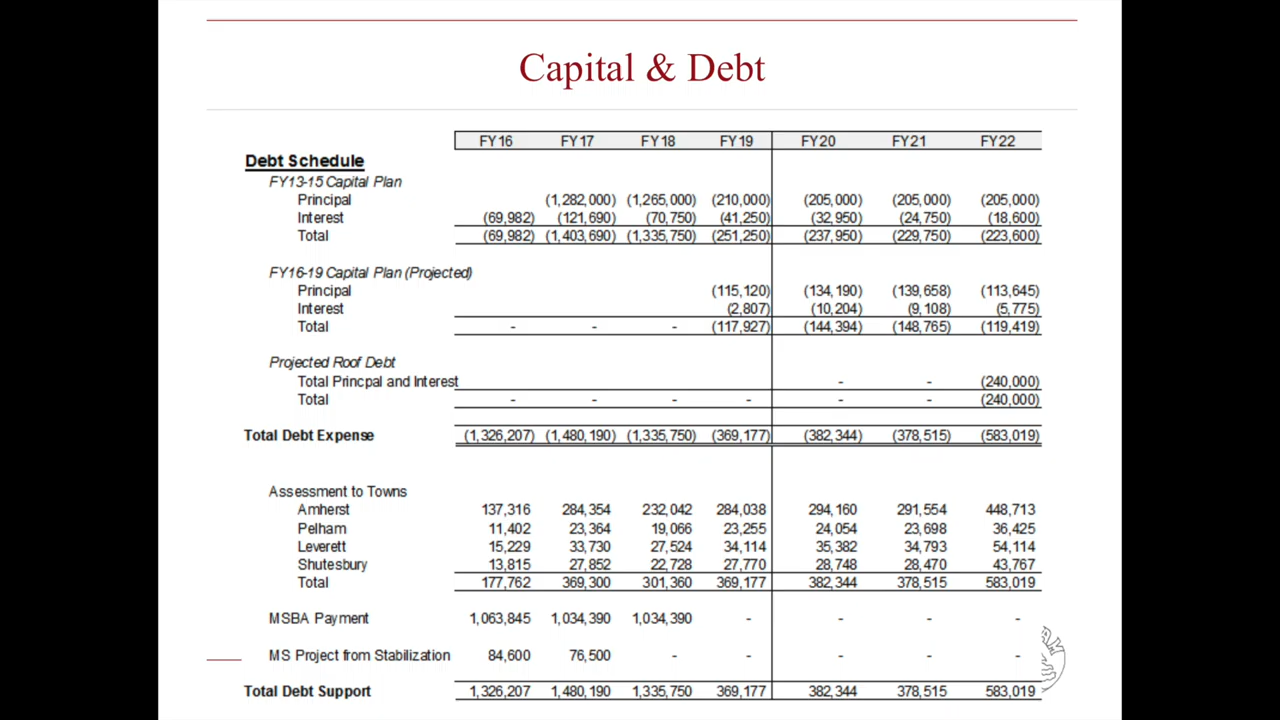 Capital & Debt
FY16 FY17 FY18 FY19 FY20 FY21 FY22
Debt Schedule
FY13-15 Capital Plan
Principal (1,282,000) (1,265,000) (210,000) (205,000) (205,000) (205,000)
Interest (69,982) (121,690) (70,750) (41,250) (32,950) (24,750) (18,600)
Total (69,982) (1,403,690) (1,335,750) (251,250) (237,950) (229,750) (223,600)
FY16-19 Capital Plan (Projected)
Principal (115,120) (134,190) (139,658) (113,645)
Interest (2,807) (10,204) (9,108) (5,775)
Total - - - (117,927) (144,394) (148,765) (119,419)
Projected Roof Debt
Total Princpal and Interest - - (240,000)
Total - - - - - - (240,000)
Total Debt Expense (1,326,207) (1,480,190) (1,335,750) (369,177) (382,344) (378,515) (583,019)
Assessment to Towns
Amherst 137,316 284,354 232,042 284,038 294,160 291,554 448,713
Pelham 11,402 23,364 19,066 23,255 24,054 23,698 36,425
Leverett 15,229 33,730 27,524 34,114 35,382 34,793 54,114
Shutesbury 13,815 27,852 22,728 27,770 28,748 28,470 43,767
Total 177,762 369,300 301,360 369,177 382,344 378,515 583,019
MSBA Payment 1,063,845 1,034,390 1,034,390 - - - -
MS Project from Stabilization 84,600 76,500 - - - - -
Total Debt Support 1,326,207 1,480,190 1,335,750 369,177 382,344 378,515 583,019